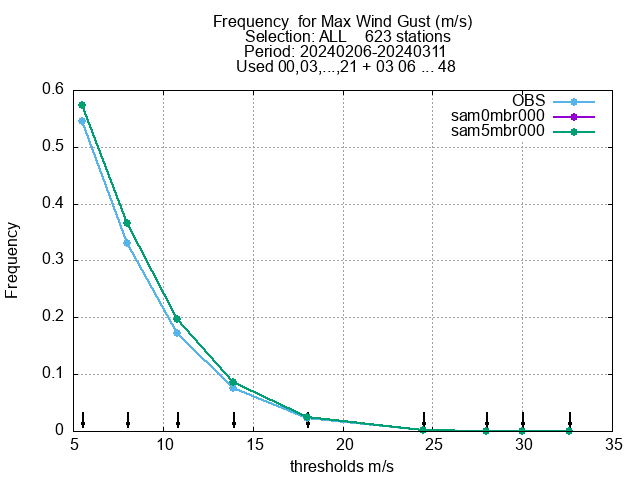 Frequency  for Max Wind Gust (m/s)
Selection: ALL    623 stations
Period: 20240206-20240311
Used 00,03,...,21 + 03 06 ... 48
OBS
sam0mbr000
sam5mbr000
Frequency
0.6
0.5
0.4
0.3
0.2
0.1
0
5 10 15 20 25 30 35
thresholds m/s